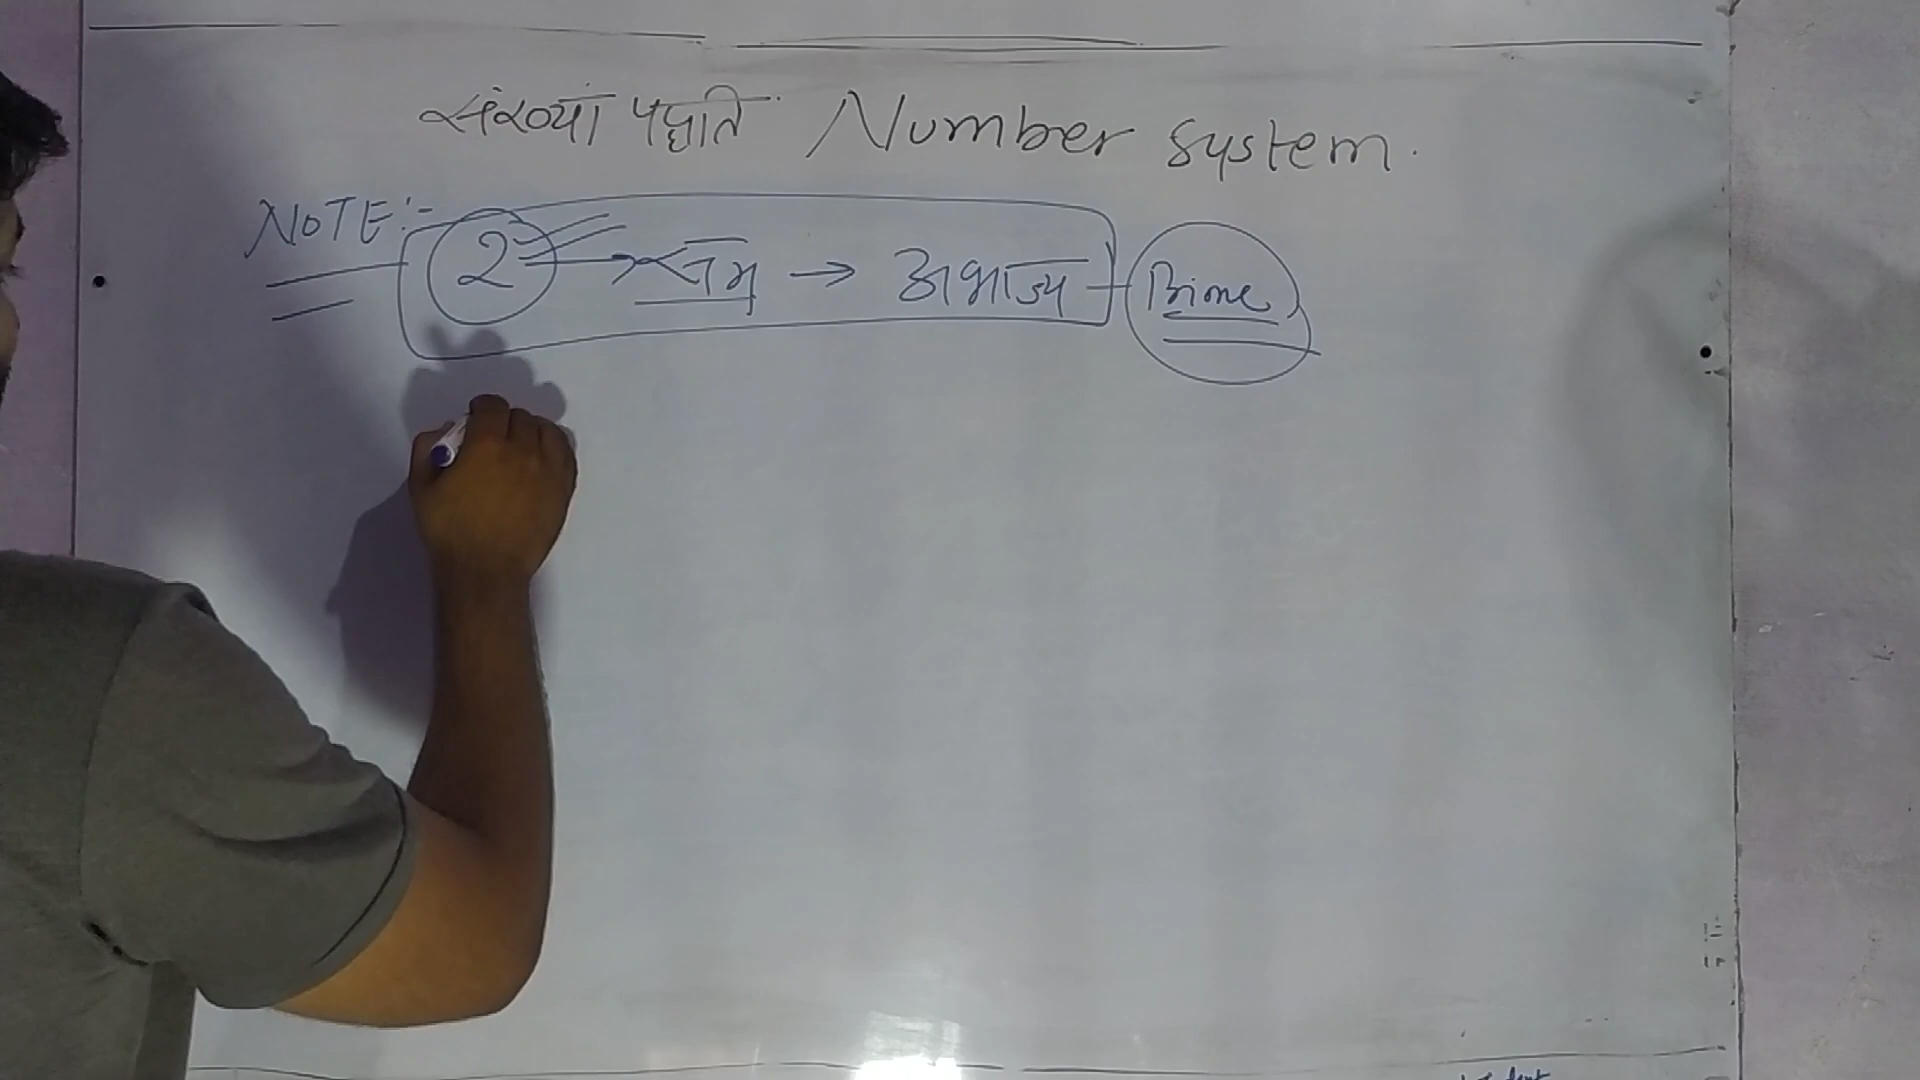 संख्या पद्धति Number System.
NOTE:- 2 → सम → अभाज्य - Prime